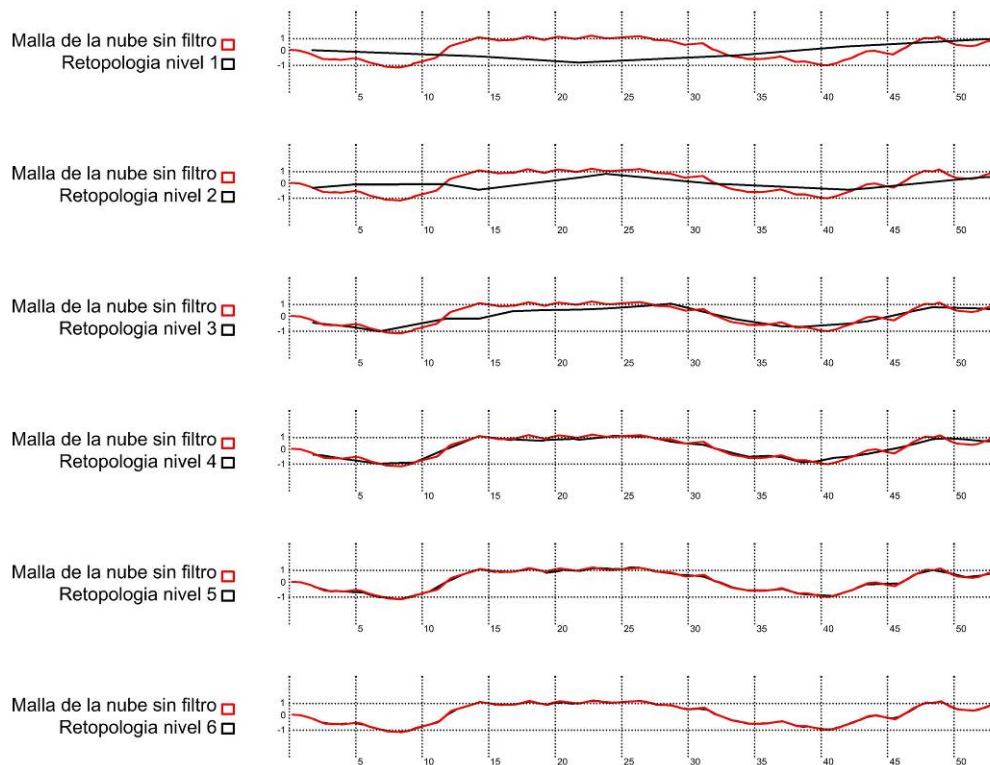 Malla de la nube sin filtro
Retopologia nivel 1
1
0
-1
5 10 15 20 25 30 35 40 45 50
Malla de la nube sin filtro
Retopologia nivel 2
1
0
-1
5 10 15 20 25 30 35 40 45 50
Malla de la nube sin filtro
Retopologia nivel 3
1
0
-1
5 10 15 20 25 30 35 40 45 50
Malla de la nube sin filtro
Retopologia nivel 4
1
0
-1
5 10 15 20 25 30 35 40 45 50
Malla de la nube sin filtro
Retopologia nivel 5
1
0
-1
5 10 15 20 25 30 35 40 45 50
Malla de la nube sin filtro
Retopologia nivel 6
1
0
-1
5 10 15 20 25 30 35 40 45 50